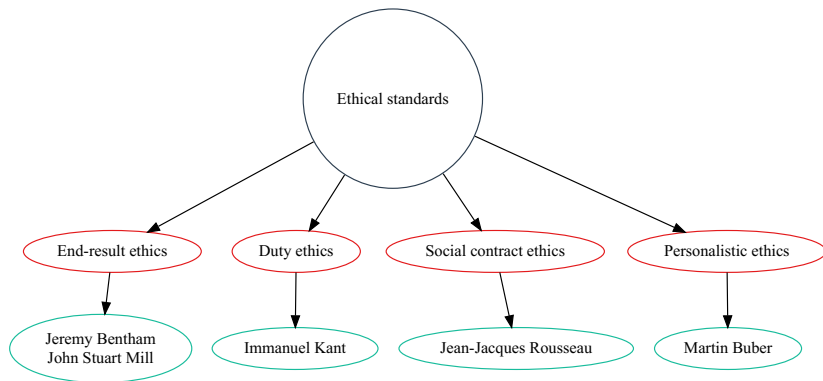 Ethical standards
End-result ethics
Duty ethics
Social contract ethics
Personalistic ethics
Jeremy Bentham
John Stuart Mill
Immanuel Kant
Jean-Jacques Rousseau
Martin Buber